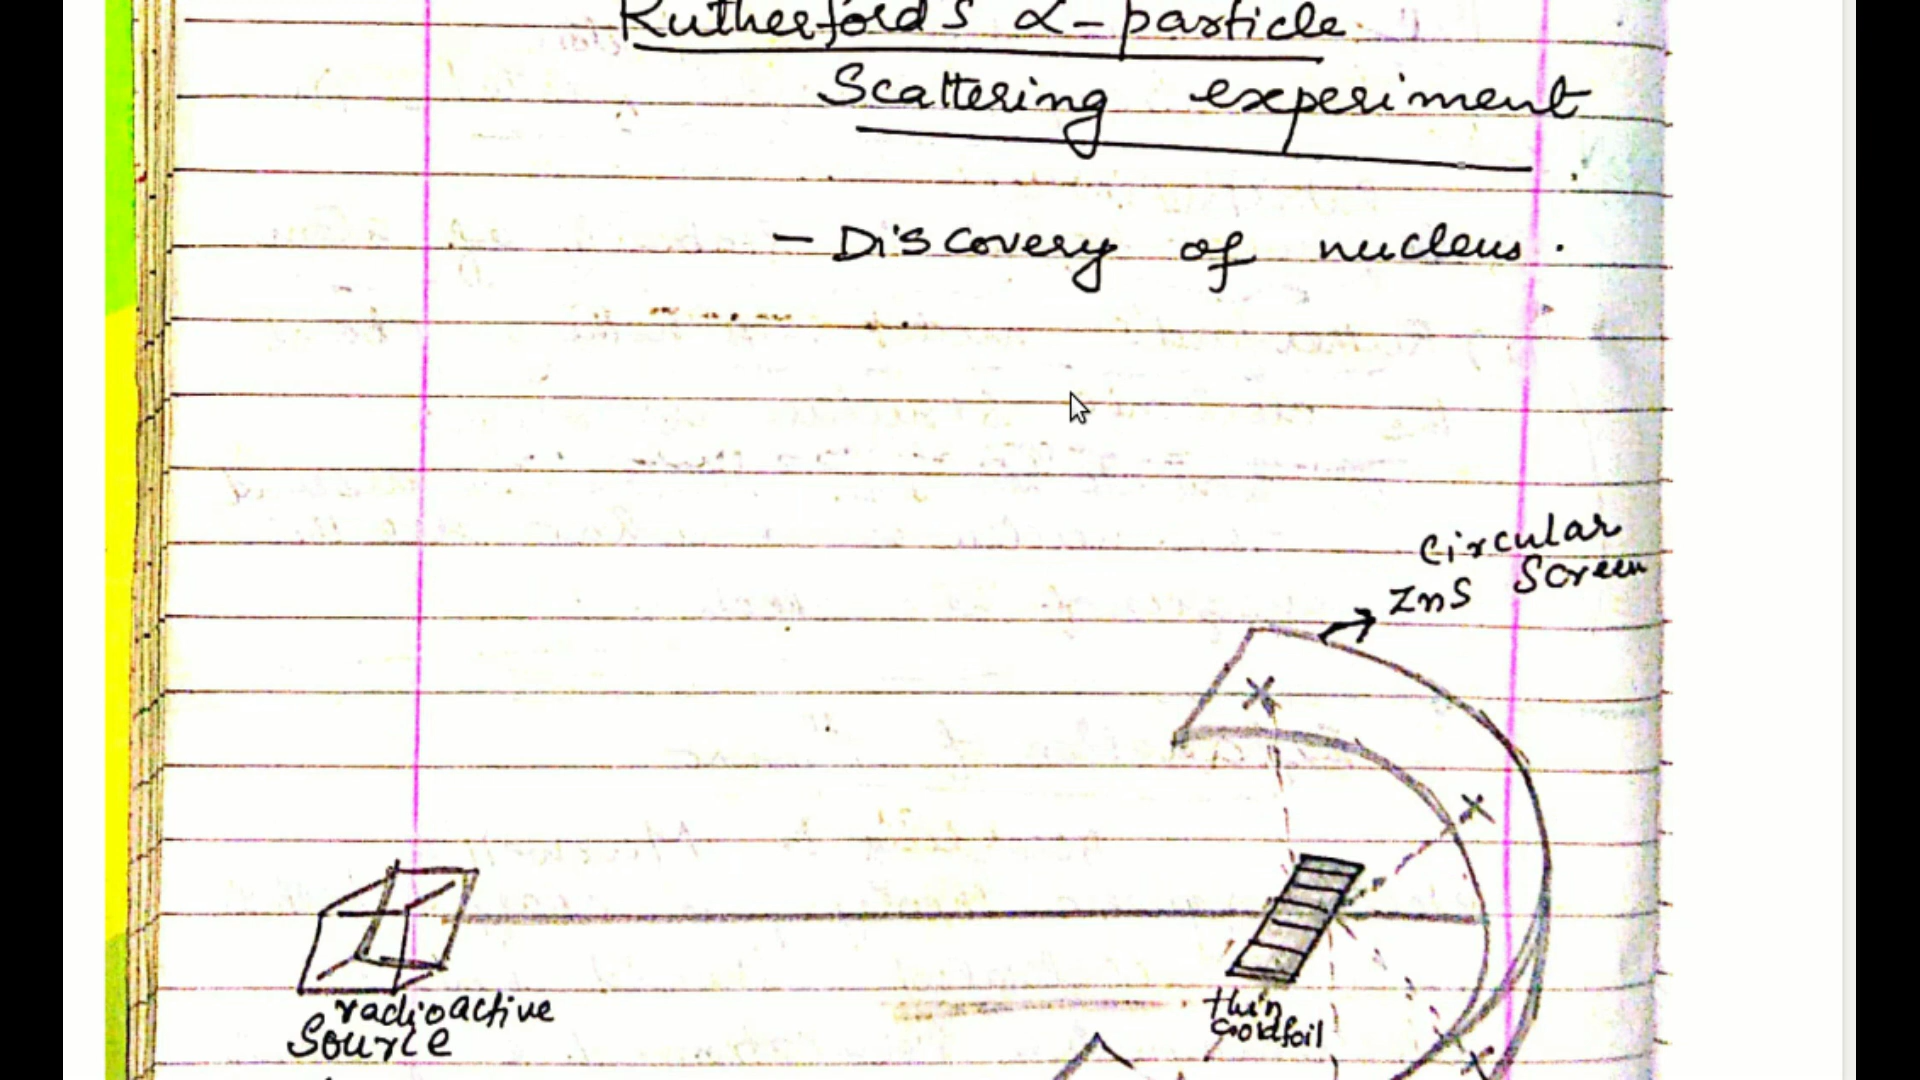 Rutherford's α-particle
Scattering experiment
- Discovery of nucleus.
Circular
Screen
ZnS
radioactive
Source
thin
Goldfoil